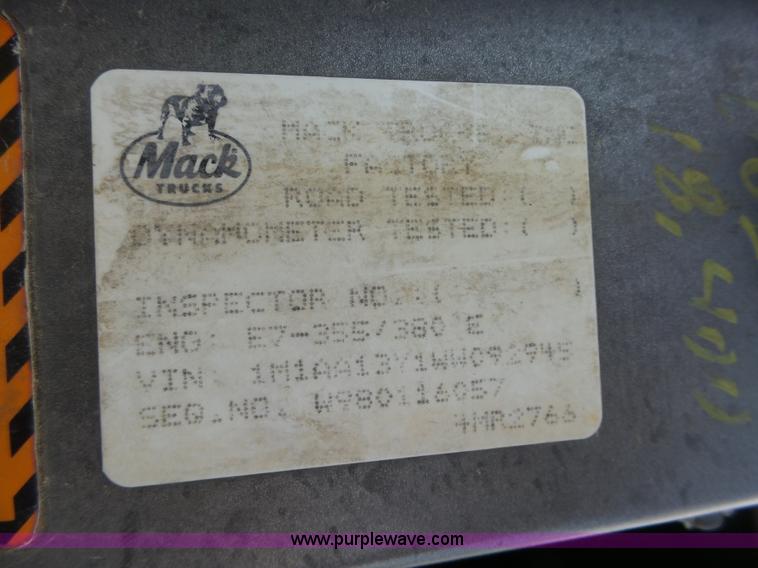 Mack
TRUCKS
MACK
FACTORY
ROAD TESTED:( )
DYNAMOMETER TESTED:( )
INSPECTOR NO.:( )
ENG: E7-355/380 E
VIN: 1M1AA13Y1WW092945
SEQ.NO. W980116057
4MR2766
www.purplewave.com